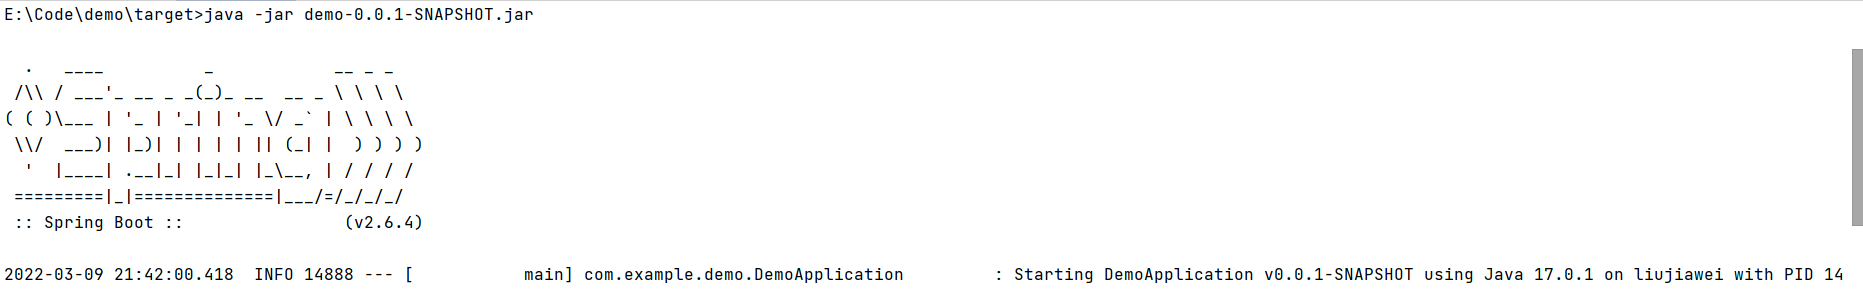 E:\Code\demo\target>java -jar demo-0.0.1-SNAPSHOT.jar
  .   ____          _            __ _ _
 /\\ / ___'_ __ _ _(_)_ __  __ _ \ \ \ \
( ( )\___ | '_ | '_| | '_ \/ _` | \ \ \ \
 \\/  ___)| |_)| | | | | || (_| |  ) ) ) )
  '  |____| .__|_| |_|_| |_\__, | / / / /
 =========|_|==============|___/=/_/_/_/
 :: Spring Boot ::                (v2.6.4)
2022-03-09 21:42:00.418  INFO 14888 --- [           main] com.example.demo.DemoApplication         : Starting DemoApplication v0.0.1-SNAPSHOT using Java 17.0.1 on liujiawei with PID 14